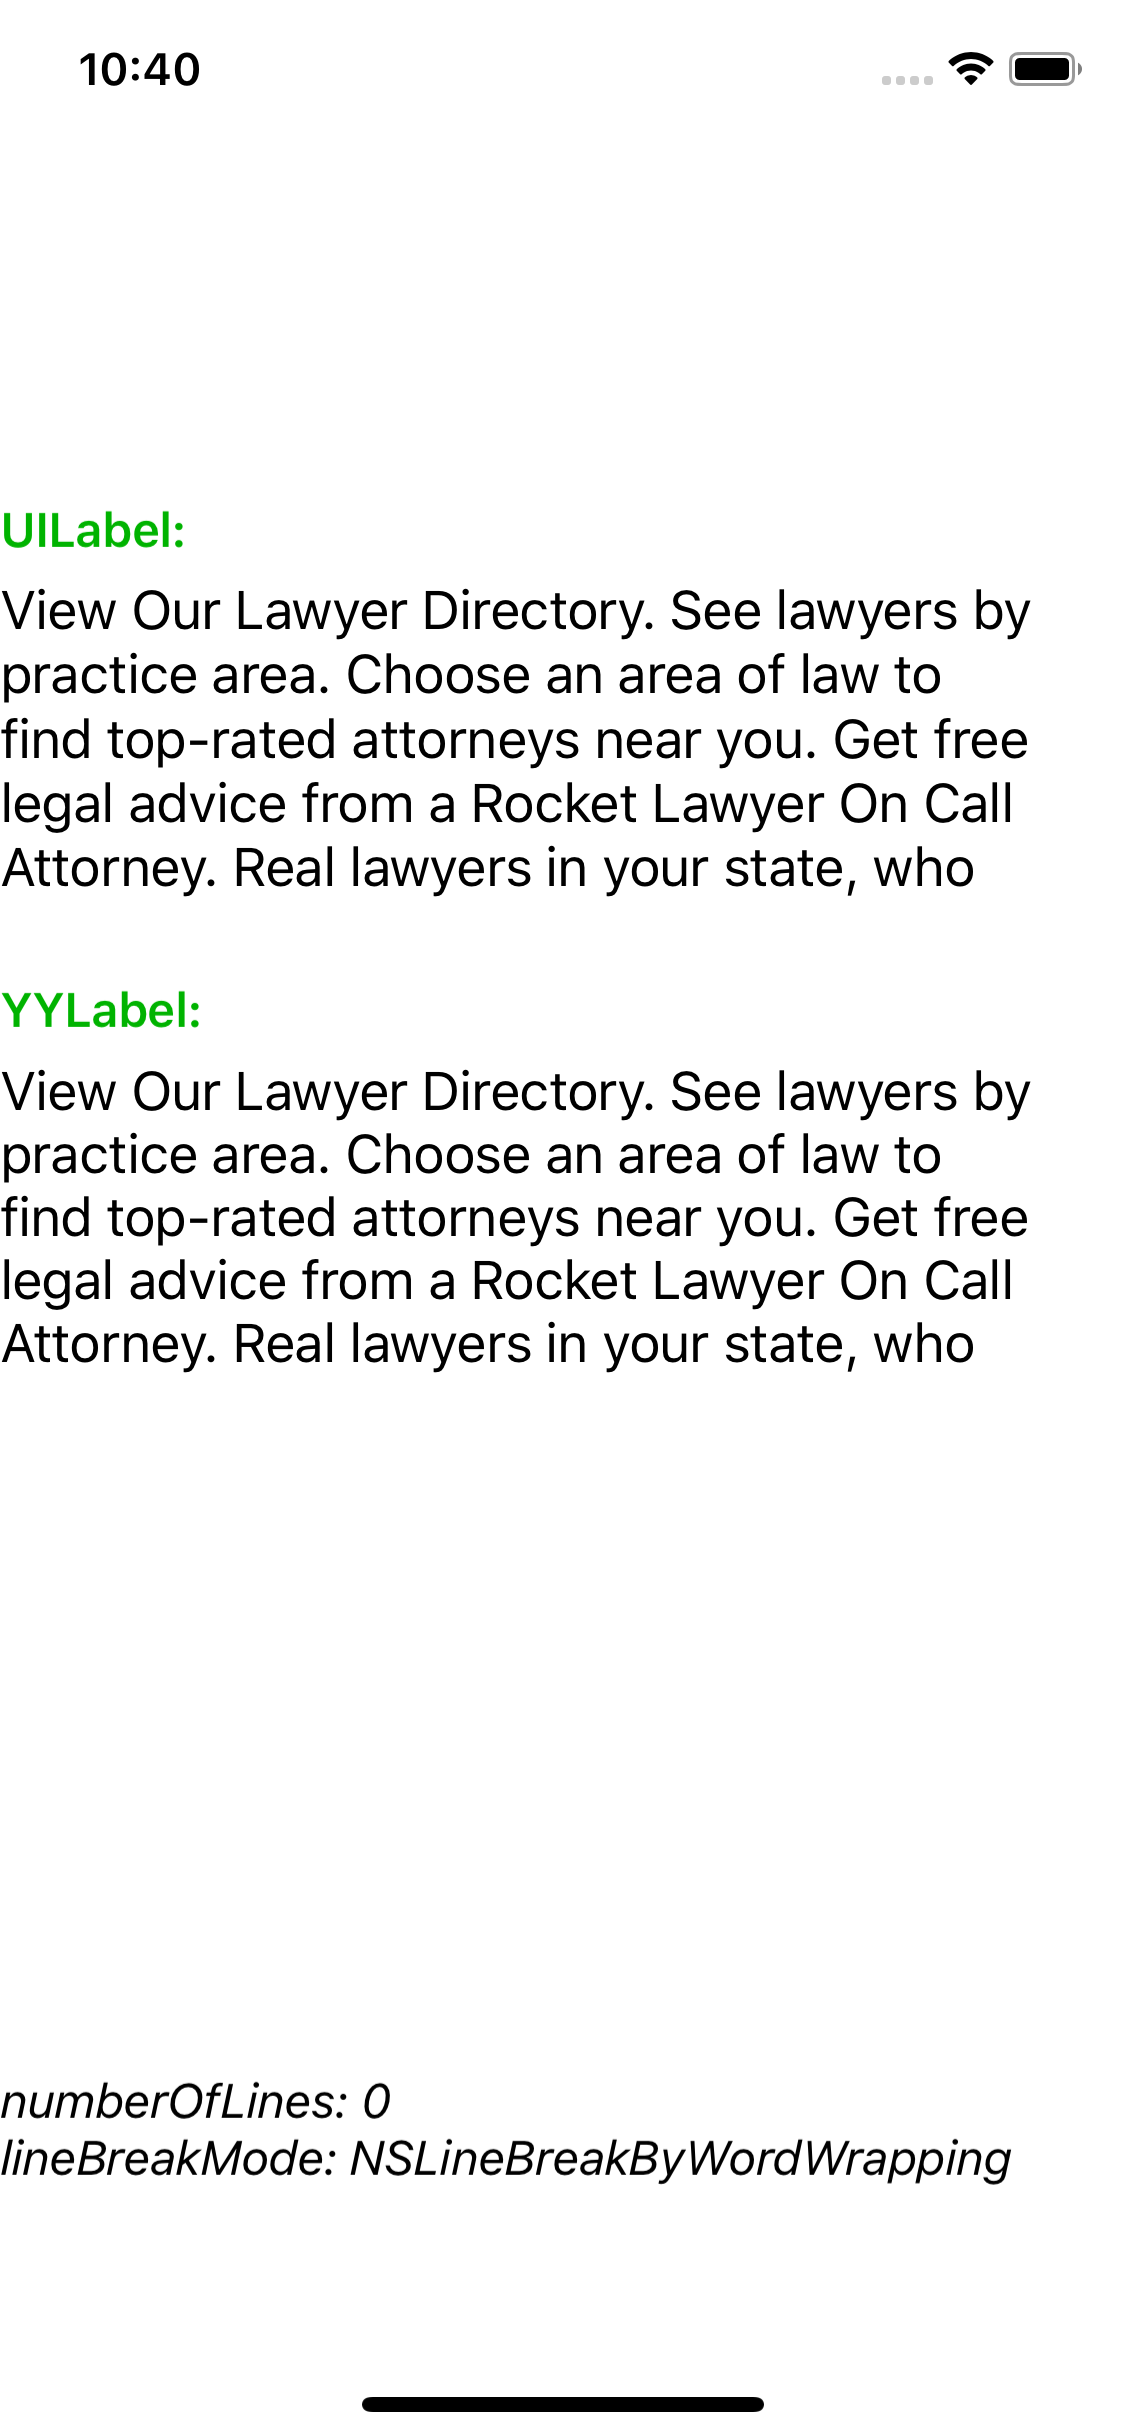 10:40
UILabel:
View Our Lawyer Directory. See lawyers by
practice area. Choose an area of law to
find top-rated attorneys near you. Get free
legal advice from a Rocket Lawyer On Call
Attorney. Real lawyers in your state, who
YYLabel:
View Our Lawyer Directory. See lawyers by
practice area. Choose an area of law to
find top-rated attorneys near you. Get free
legal advice from a Rocket Lawyer On Call
Attorney. Real lawyers in your state, who
numberOfLines: 0
lineBreakMode: NSLineBreakByWordWrapping